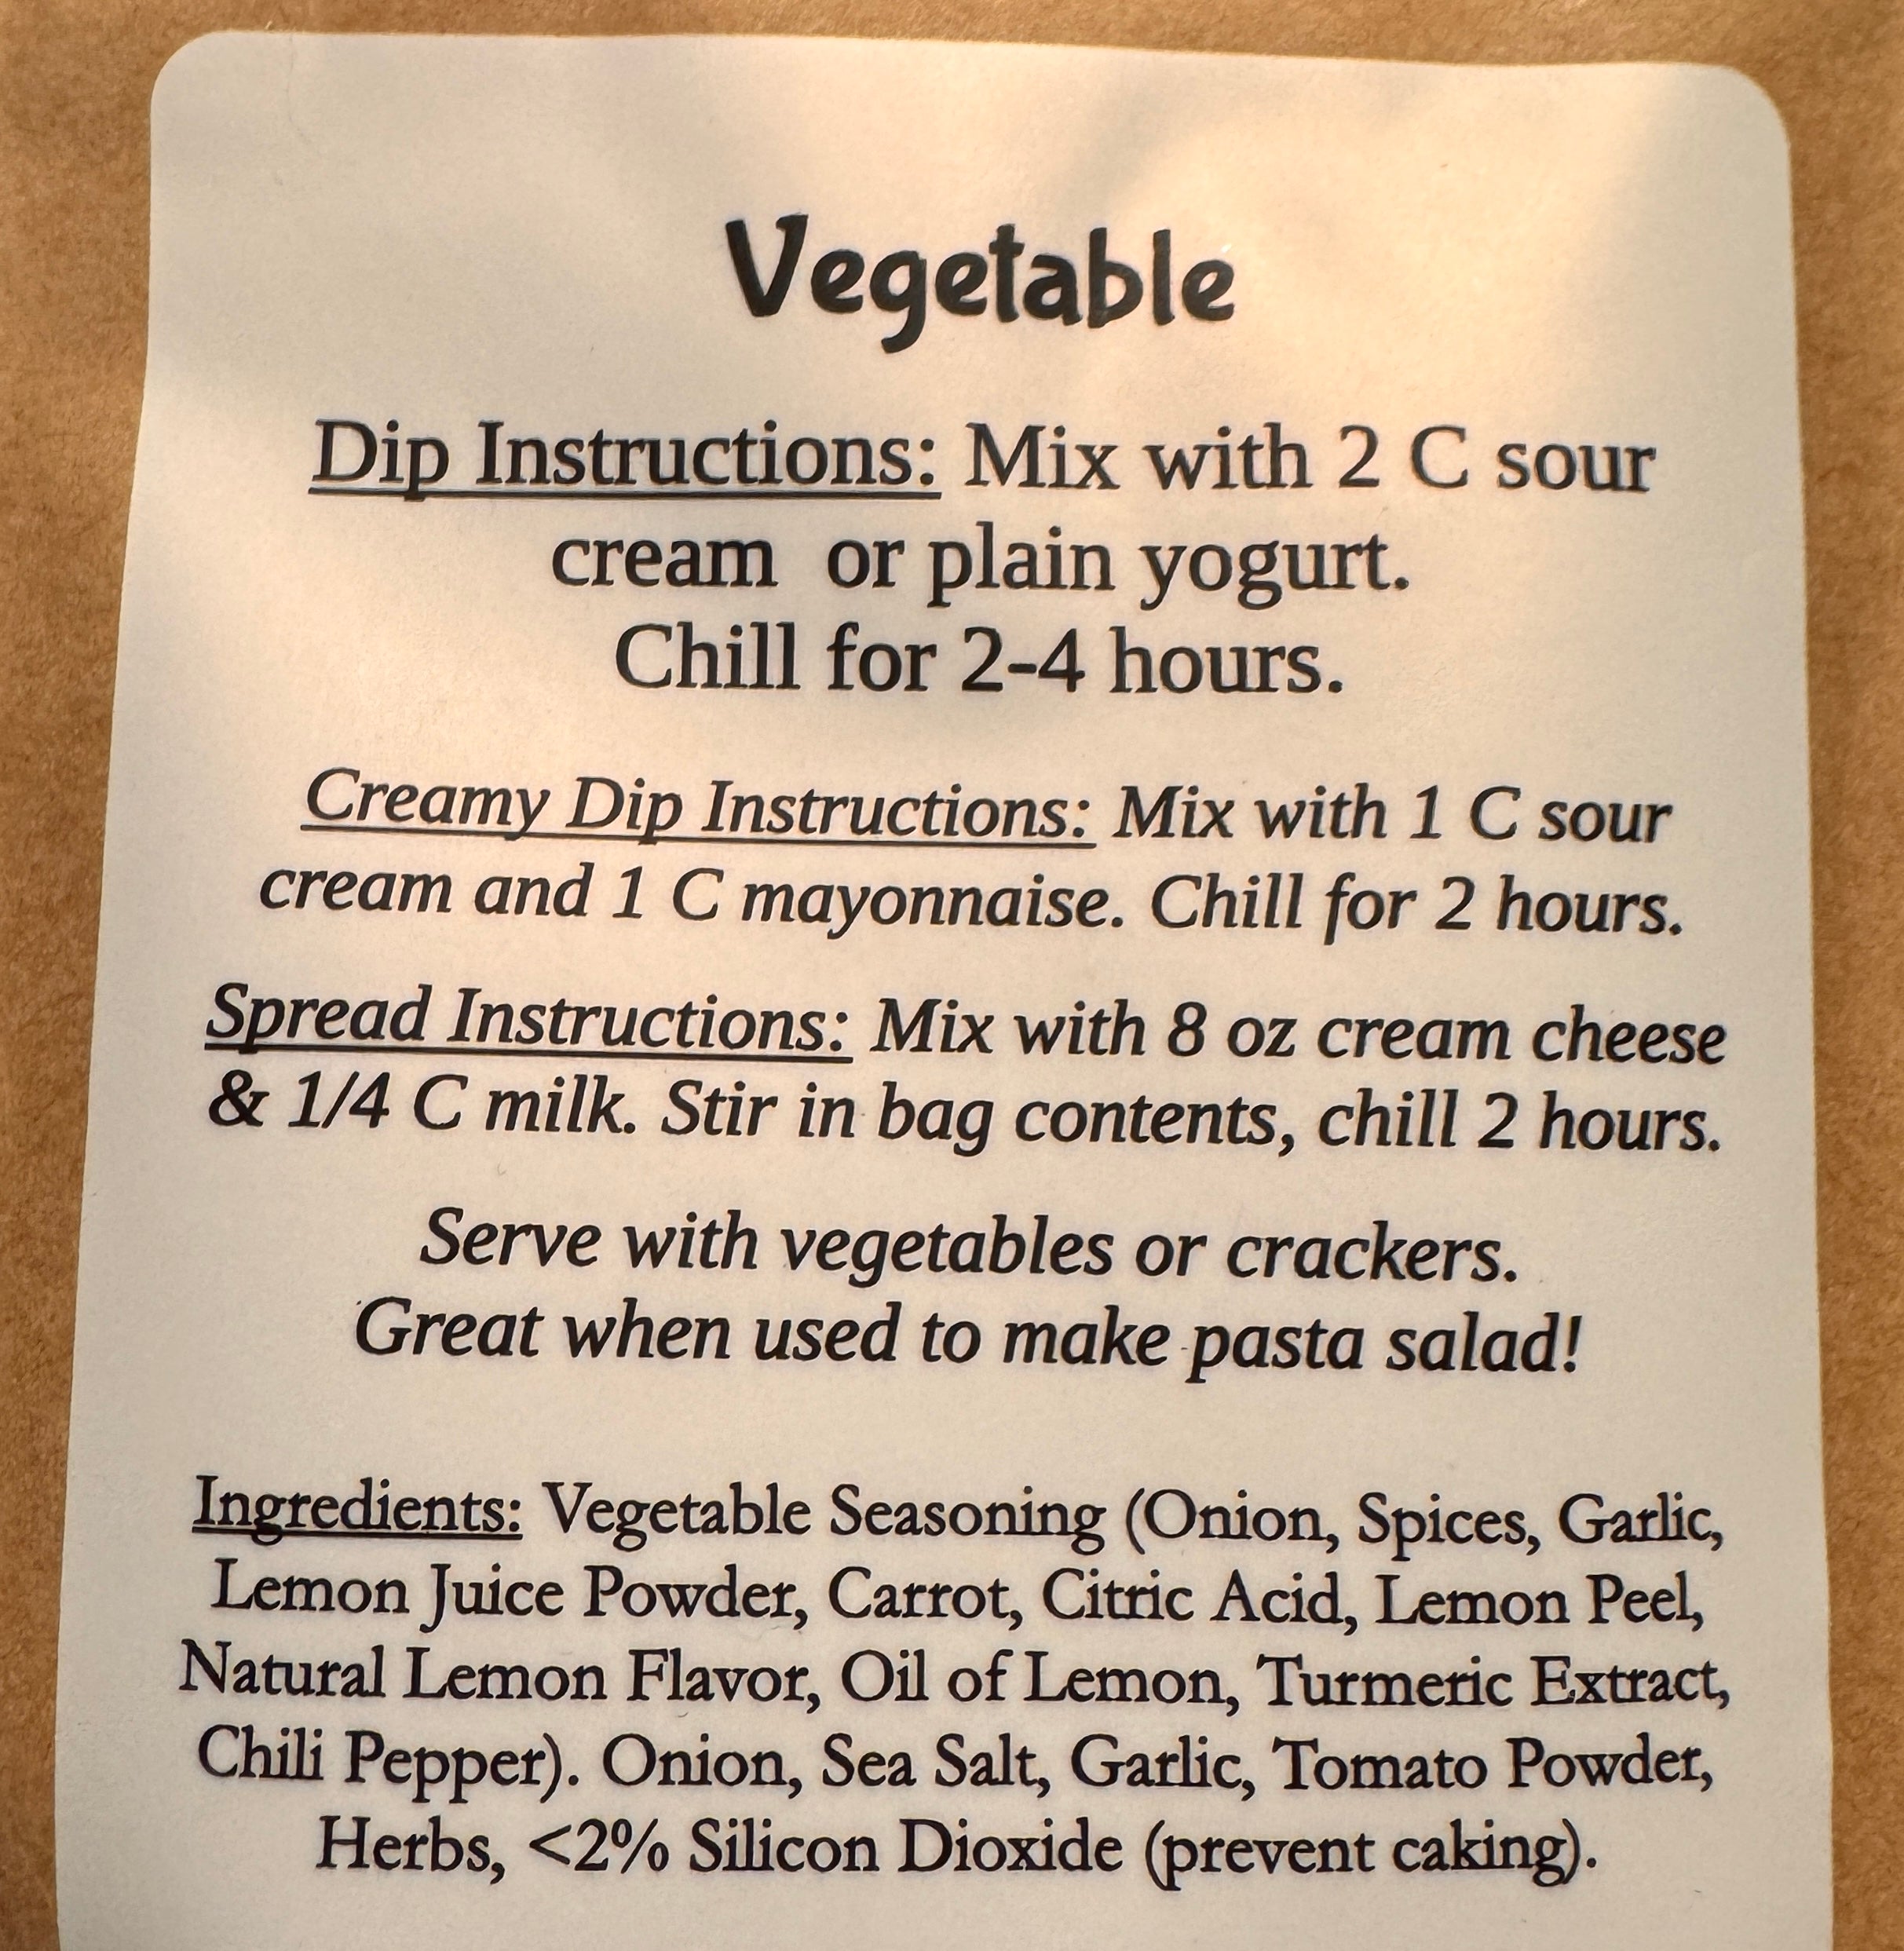 Vegetable
Dip Instructions: Mix with 2 C sour
cream  or plain yogurt.
Chill for 2-4 hours.
Creamy Dip Instructions: Mix with 1 C sour
cream and 1 C mayonnaise. Chill for 2 hours.
Spread Instructions: Mix with 8 oz cream cheese
& 1/4 C milk. Stir in bag contents, chill 2 hours.
Serve with vegetables or crackers.
Great when used to make pasta salad!
Ingredients: Vegetable Seasoning (Onion, Spices, Garlic,
Lemon Juice Powder, Carrot, Citric Acid, Lemon Peel,
Natural Lemon Flavor, Oil of Lemon, Turmeric Extract,
Chili Pepper). Onion, Sea Salt, Garlic, Tomato Powder,
Herbs, <2% Silicon Dioxide (prevent caking).